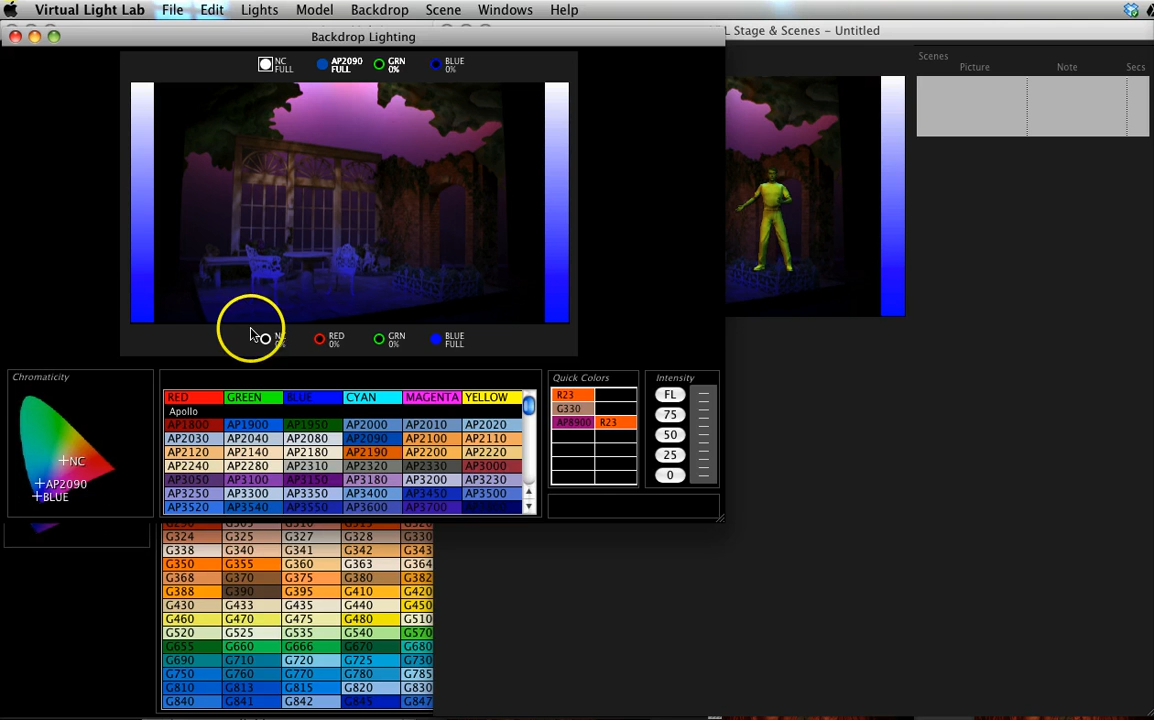 Virtual Light Lab File Edit Lights Model Backdrop Scene Windows Help
Backdrop Lighting
L Stage & Scenes – Untitled
NC FULL
AP2090 FULL
GRN 0%
BLUE 0%
Scenes
Picture Note Secs
NC 0%
RED 0%
GRN 0%
BLUE FULL
Chromaticity
NC
AP2090
BLUE
RED GREEN BLUE CYAN MAGENTA YELLOW
Apollo
AP1800 AP1900 AP1950 AP2000 AP2010 AP2020
AP2030 AP2040 AP2080 AP2090 AP2100 AP2110
AP2120 AP2140 AP2180 AP2190 AP2200 AP2220
AP2240 AP2280 AP2310 AP2320 AP2330 AP3000
AP3050 AP3100 AP3150 AP3180 AP3200 AP3230
AP3250 AP3300 AP3350 AP3400 AP3450 AP3500
AP3520 AP3540 AP3550 AP3600 AP3700
Quick Colors
R23
G330
AP8900 R23
Intensity
FL
75
50
25
0
G324 G325 G327 G328 G330
G338 G340 G341 G342 G343
G350 G355 G360 G363 G364
G368 G370 G375 G380 G382
G388 G390 G395 G410 G420
G430 G433 G435 G440 G450
G460 G470 G475 G480 G510
G520 G525 G535 G540 G570
G655 G660 G666 G670 G680
G690 G710 G720 G725 G730
G750 G760 G770 G780 G785
G810 G813 G815 G820 G830
G840 G841 G842 G845 G847